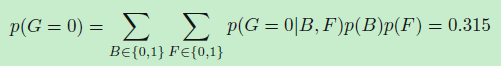 p(G = 0) = ∑ ∑ p(G = 0|B, F)p(B)p(F) = 0.315
B∈{0,1} F∈{0,1}